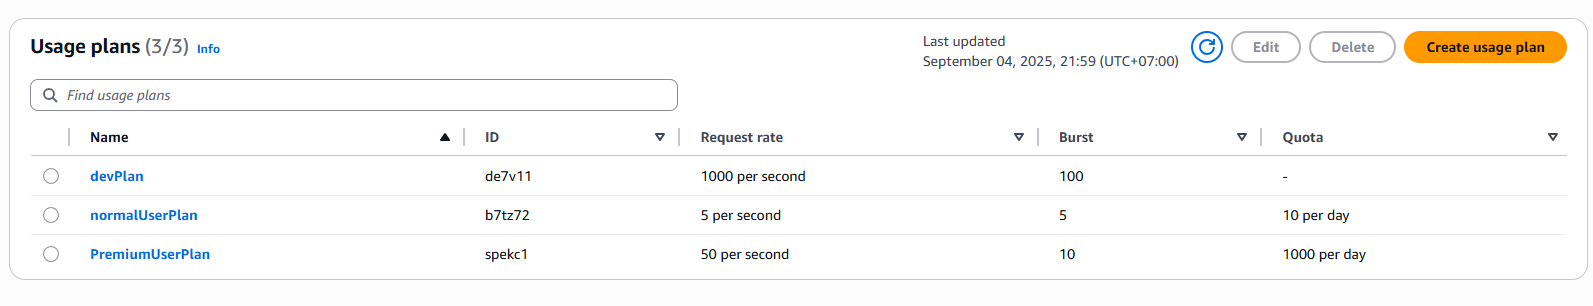 Usage plans (3/3) Info
Last updated
September 04, 2025, 21:59 (UTC+07:00)
Edit
Delete
Create usage plan
Find usage plans
Name ID Request rate Burst Quota
devPlan de7v11 1000 per second 100 -
normalUserPlan b7tz72 5 per second 5 10 per day
PremiumUserPlan spekc1 50 per second 10 1000 per day